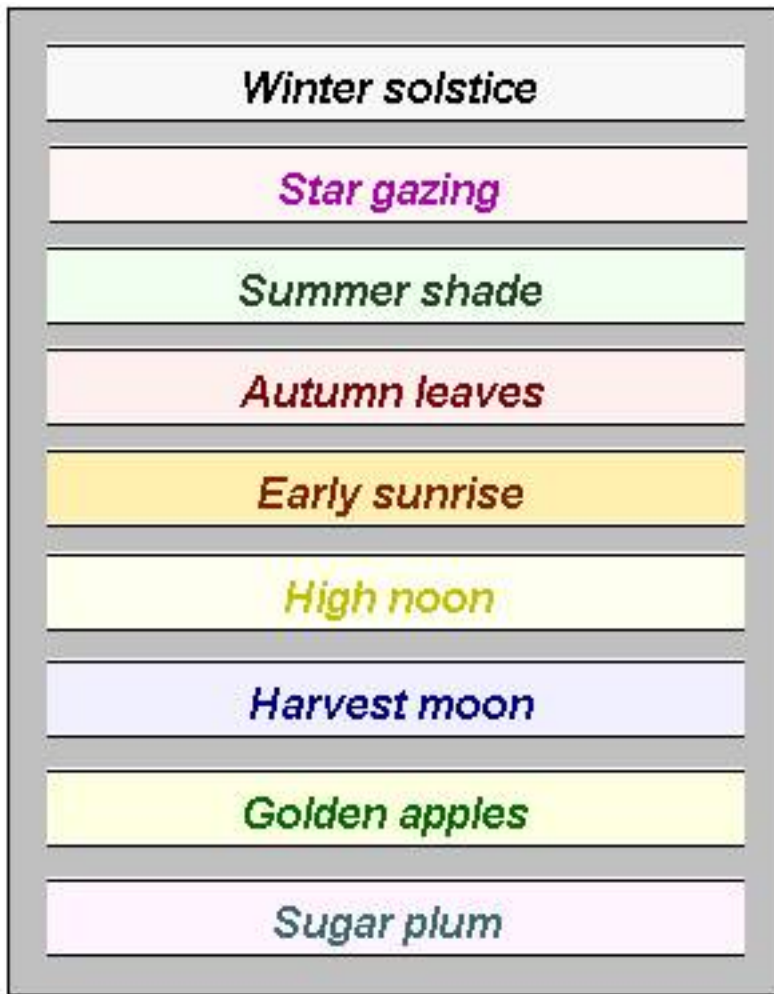 Winter solstice
Star gazing
Summer shade
Autumn leaves
Early sunrise
High noon
Harvest moon
Golden apples
Sugar plum